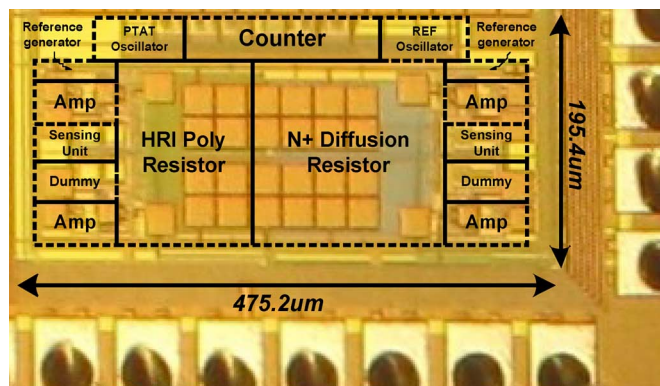 Reference
generator
PTAT
Oscillator
Counter
REF
Oscillator
Reference
generator
Amp
Amp
Sensing
Unit
HRI Poly
Resistor
N+ Diffusion
Resistor
Sensing
Unit
Dummy
Dummy
Amp
Amp
195.4um
475.2um